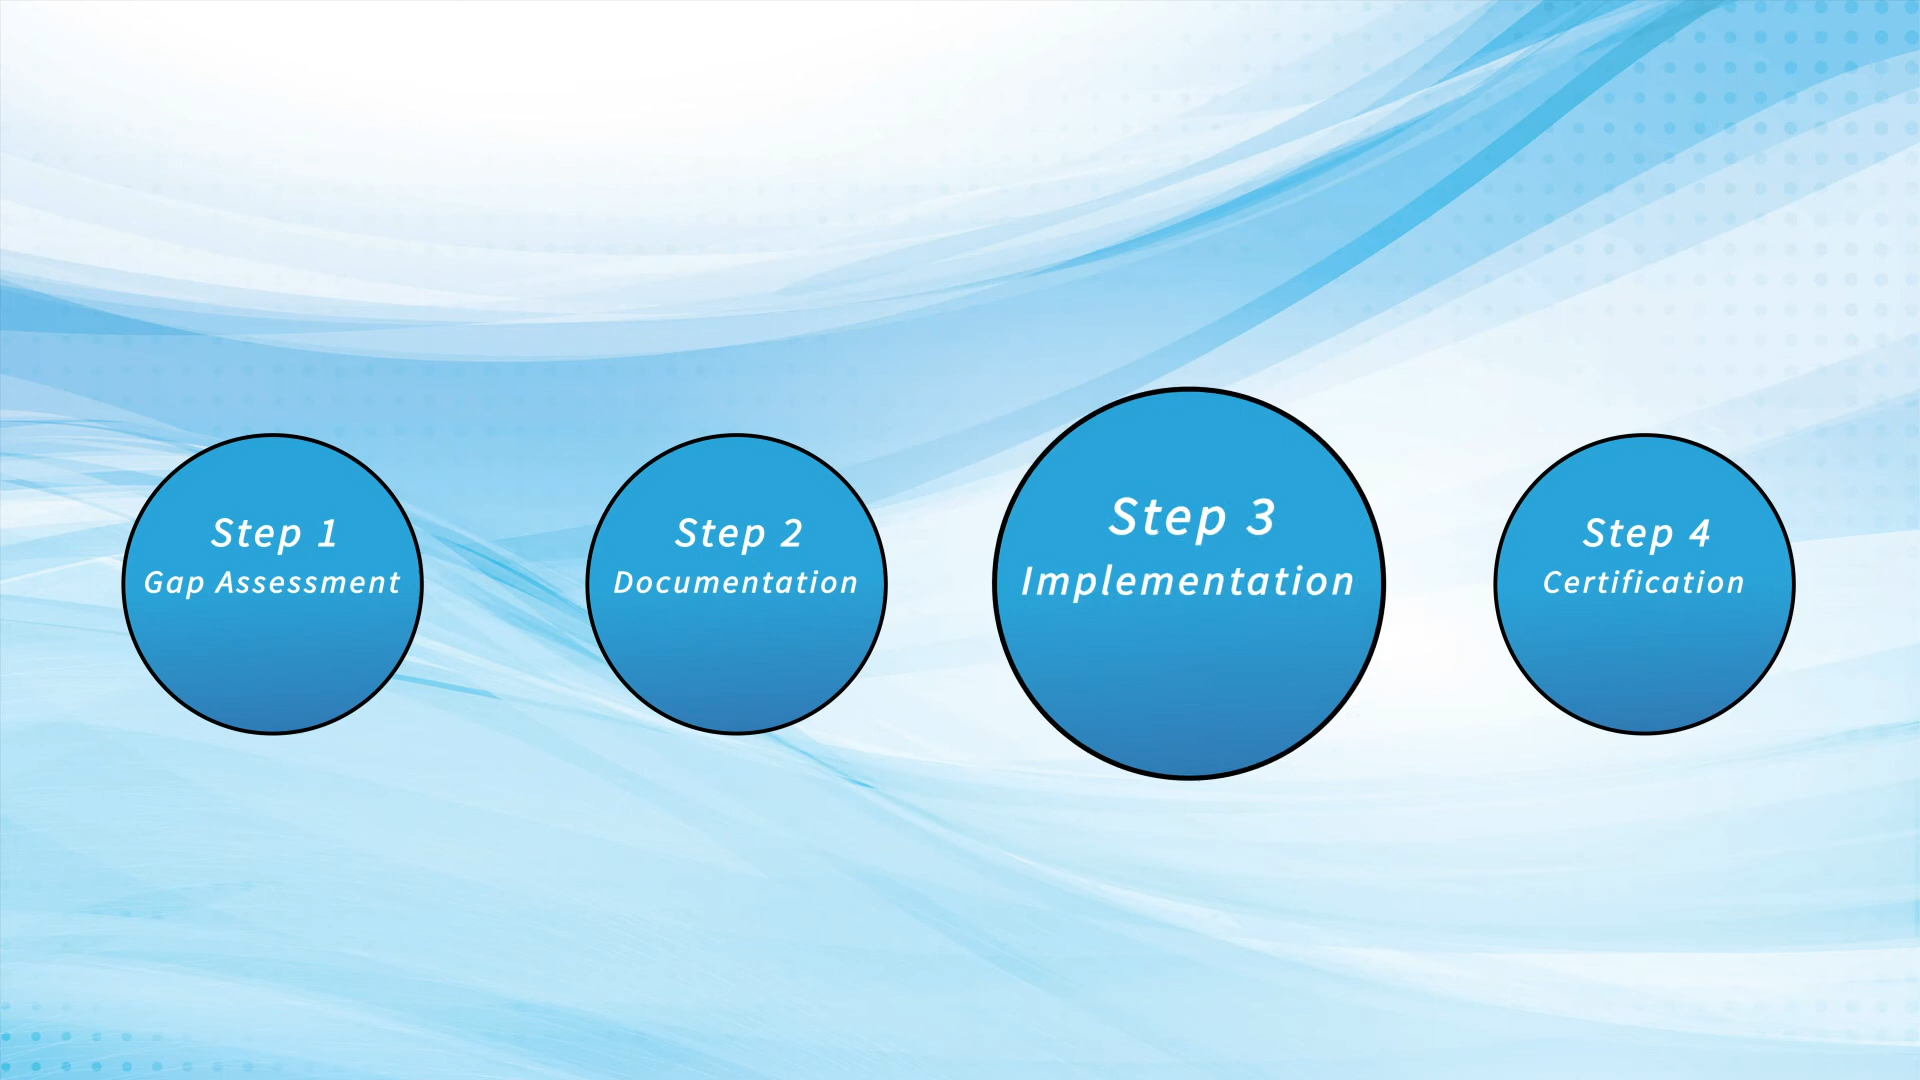 Step 1
Gap Assessment
Step 2
Documentation
Step 3
Implementation
Step 4
Certification